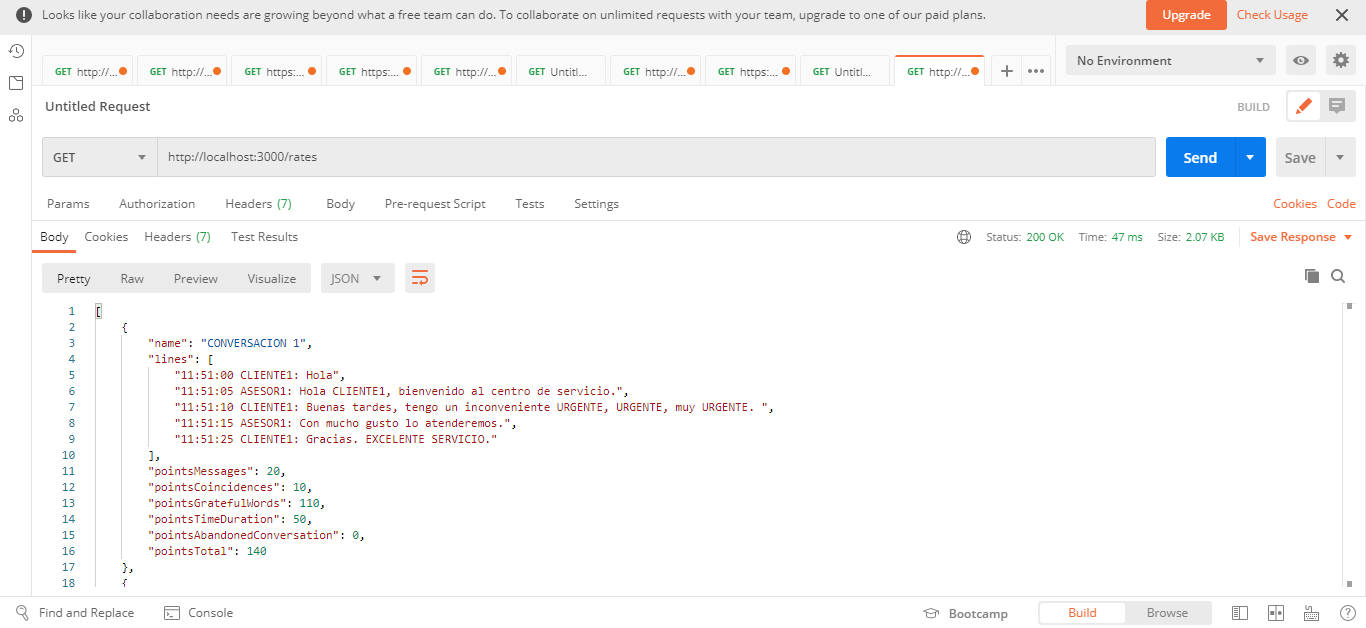 Looks like your collaboration needs are growing beyond what a free team can do. To collaborate on unlimited requests with your team, upgrade to one of our paid plans. Upgrade Check Usage
GET http://... GET http://... GET https:... GET https:... GET http://... GET Untitl... GET http://... GET https:... GET Untitl... GET http://... No Environment
Untitled Request BUILD
GET http://localhost:3000/rates Send Save
Params Authorization Headers (7) Body Pre-request Script Tests Settings Cookies Code
Body Cookies Headers (7) Test Results Status: 200 OK Time: 47 ms Size: 2.07 KB Save Response
Pretty Raw Preview Visualize JSON
1 [
2 {
3 "name": "CONVERSACION 1",
4 "lines": [
5 "11:51:00 CLIENTE1: Hola",
6 "11:51:05 ASESOR1: Hola CLIENTE1, bienvenido al centro de servicio.",
7 "11:51:10 CLIENTE1: Buenas tardes, tengo un inconveniente URGENTE, URGENTE, muy URGENTE. ",
8 "11:51:15 ASESOR1: Con mucho gusto lo atenderemos.",
9 "11:51:25 CLIENTE1: Gracias. EXCELENTE SERVICIO."
10 ],
11 "pointsMessages": 20,
12 "pointsCoincidences": 10,
13 "pointsGratefulWords": 110,
14 "pointsTimeDuration": 50,
15 "pointsAbandonedConversation": 0,
16 "pointsTotal": 140
17 },
18 {
Find and Replace Console Bootcamp Build Browse